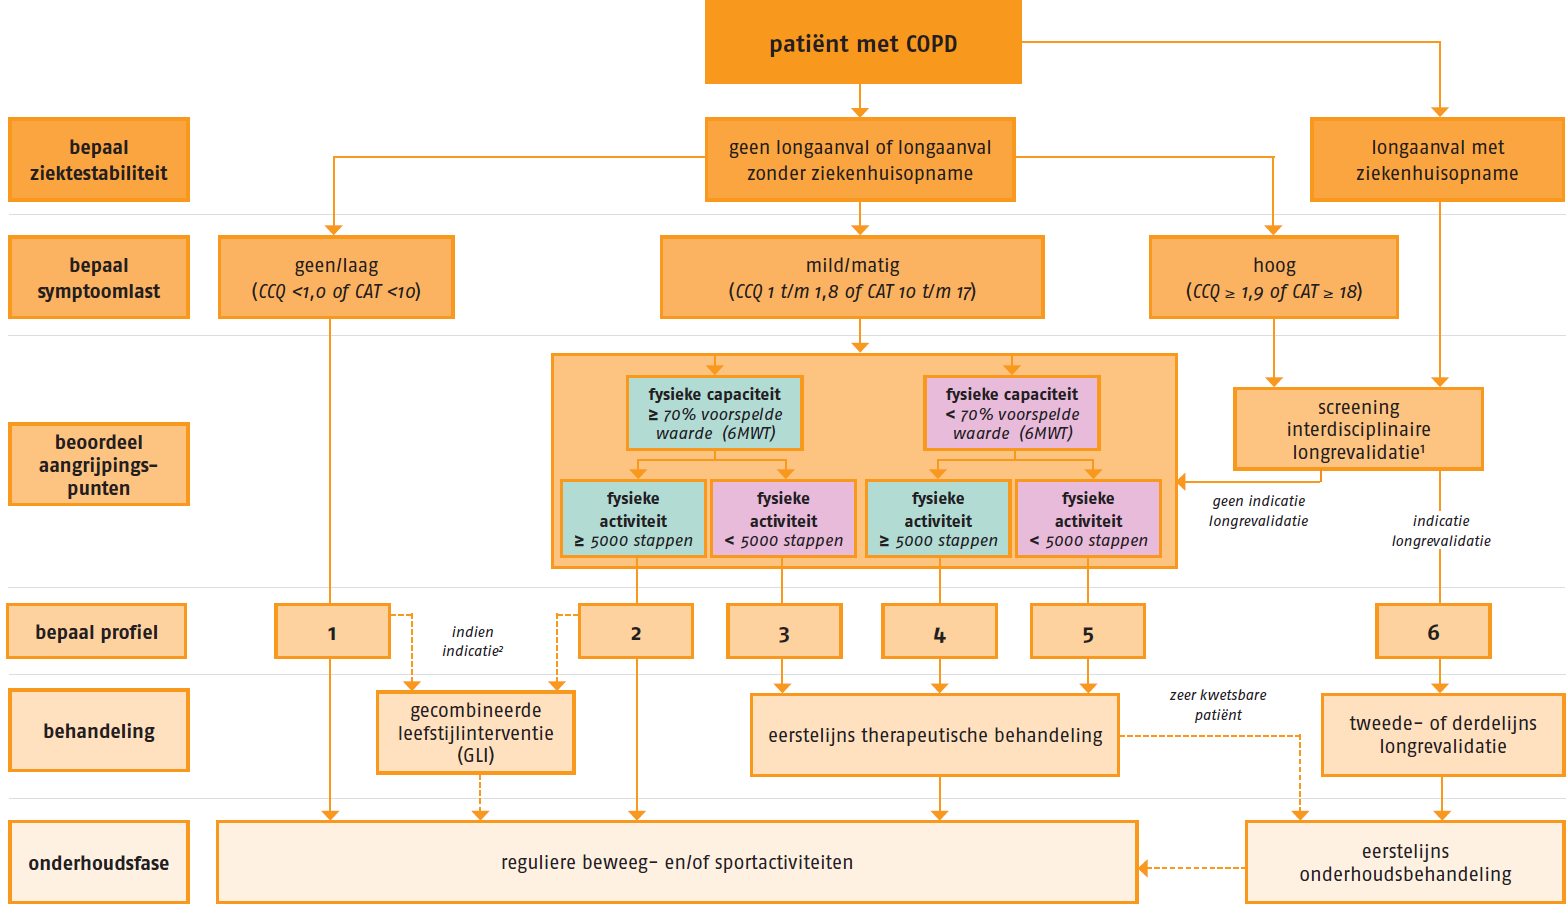 patiënt met COPD
bepaal
ziektestabiliteit
geen longaanval of longaanval
zonder ziekenhuisopname
longaanval met
ziekenhuisopname
bepaal
symptoomlast
geen/laag
(CCQ <1,0 of CAT <10)
mild/matig
(CCQ 1 t/m 1,8 of CAT 10 t/m 17)
hoog
(CCQ ≥ 1,9 of CAT ≥ 18)
beoordeel
aangrijpings-
punten
fysieke capaciteit
≥ 70% voorspelde
waarde (6MWT)
fysieke capaciteit
< 70% voorspelde
waarde (6MWT)
fysieke
activiteit
≥ 5000 stappen
fysieke
activiteit
< 5000 stappen
fysieke
activiteit
≥ 5000 stappen
fysieke
activiteit
< 5000 stappen
screening
interdisciplinaire
longrevalidatie¹
geen indicatie
longrevalidatie
indicatie
longrevalidatie
bepaal profiel
1
indien
indicatie²
2
3
4
5
6
behandeling
gecombineerde
leefstijlinterventie
(GLI)
eerstelijns therapeutische behandeling
zeer kwetsbare
patiënt
tweede- of derdelijns
longrevalidatie
onderhoudsfase
reguliere beweeg- en/of sportactiviteiten
eerstelijns
onderhoudsbehandeling